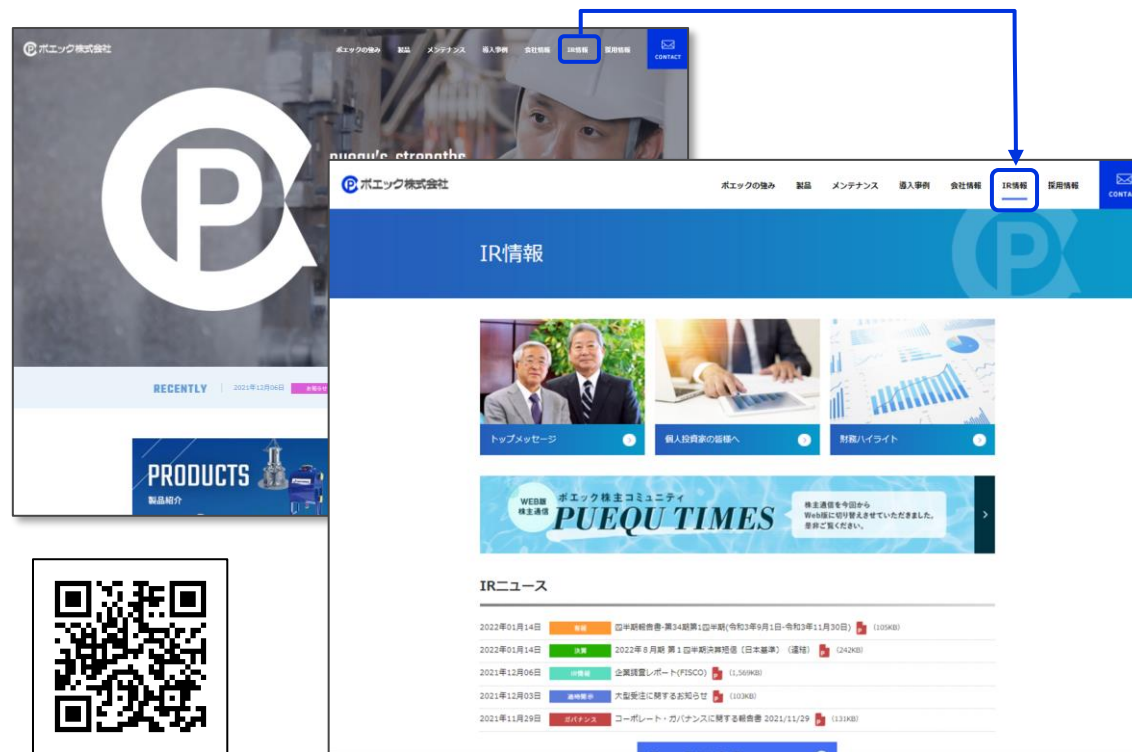 ポエック株式会社
ポエックの強み 製品 メンテナンス 導入事例 会社情報 IR情報 採用情報
CONTACT
RECENTLY 2021年12月06日 お知らせ
PRODUCTS
製品紹介
ポエック株式会社
ポエックの強み 製品 メンテナンス 導入事例 会社情報 IR情報 採用情報
IR情報
トップメッセージ
個人投資家の皆様へ
財務ハイライト
WEB版
株主通信
ポエック株主コミュニティ
PUEQU TIMES
株主通信を今回から
Web版に切り替えさせていただきました。
是非ご覧ください。
IRニュース
2022年01月14日 四半期報告書-第34期第1四半期(令和3年9月1日-令和3年11月30日) (105KB)
2022年01月14日 決算 2022年8月期 第1四半期決算短信（日本基準）（連結） (242KB)
2021年12月06日 IR情報 企業調査レポート(FISCO) (1,569KB)
2021年12月03日 適時開示 大型受注に関するお知らせ (103KB)
2021年11月29日 ガバナンス コーポレート・ガバナンスに関する報告書 2021/11/29 (131KB)